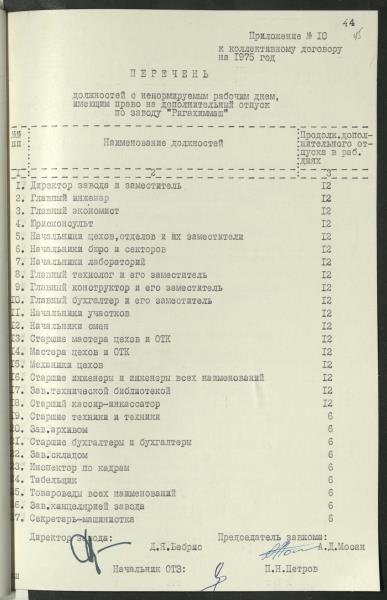 44
45
Приложение № 10
к коллективному договору
на 1975 год
ПЕРЕЧЕНЬ
должностей с ненормируемым рабочим днем,
имеющим право на дополнительный отпуск
по заводу "Ригахиммаш"
№№ пп : Наименование должностей : Продолж.дополнительного отпуска в раб. днях
1 2 3
1. Директор завода и заместитель 12
2. Главный инженер 12
3. Главный экономист 12
4. Юрисконсульт 12
5. Начальники цехов,отделов и их заместители 12
6. Начальники бюро и секторов 12
7. Начальники лабораторий 12
8. Главный технолог и его заместитель 12
9. Главный конструктор и его заместитель 12
10. Главный бухгалтер и его заместитель 12
11. Начальники участков 12
12. Начальники смен 12
13. Старшие мастера цехов и ОТК 12
14. Мастера цехов и ОТК 12
15. Механики цехов 12
16. Старшие инженеры и инженеры всех наименований 12
17. Зав.технической библиотекой 12
18. Старший кассир-инкассатор 12
19. Старшие техники и техники 6
20. Зав.архивом 6
21. Старшие бухгалтеры и бухгалтеры 6
22. Зав.складом 6
23. Инспектор по кадрам 6
24. Табельщик 6
25. Товароведы всех наименований 6
26. Зав.канцелярией завода 6
27. Секретарь-машинистка 6
Директор завода: Председатель завкома:
Д.Я.Бебрис А.Д.Мосан
Начальник ОТЗ: П.Н.Петров